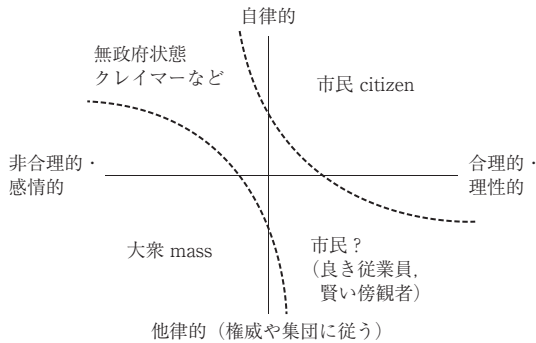 自律的
無政府状態
クレイマーなど
市民 citizen
非合理的・
感情的
合理的・
理性的
大衆 mass
市民？
（良き従業員，
賢い傍観者）
他律的（権威や集団に従う）